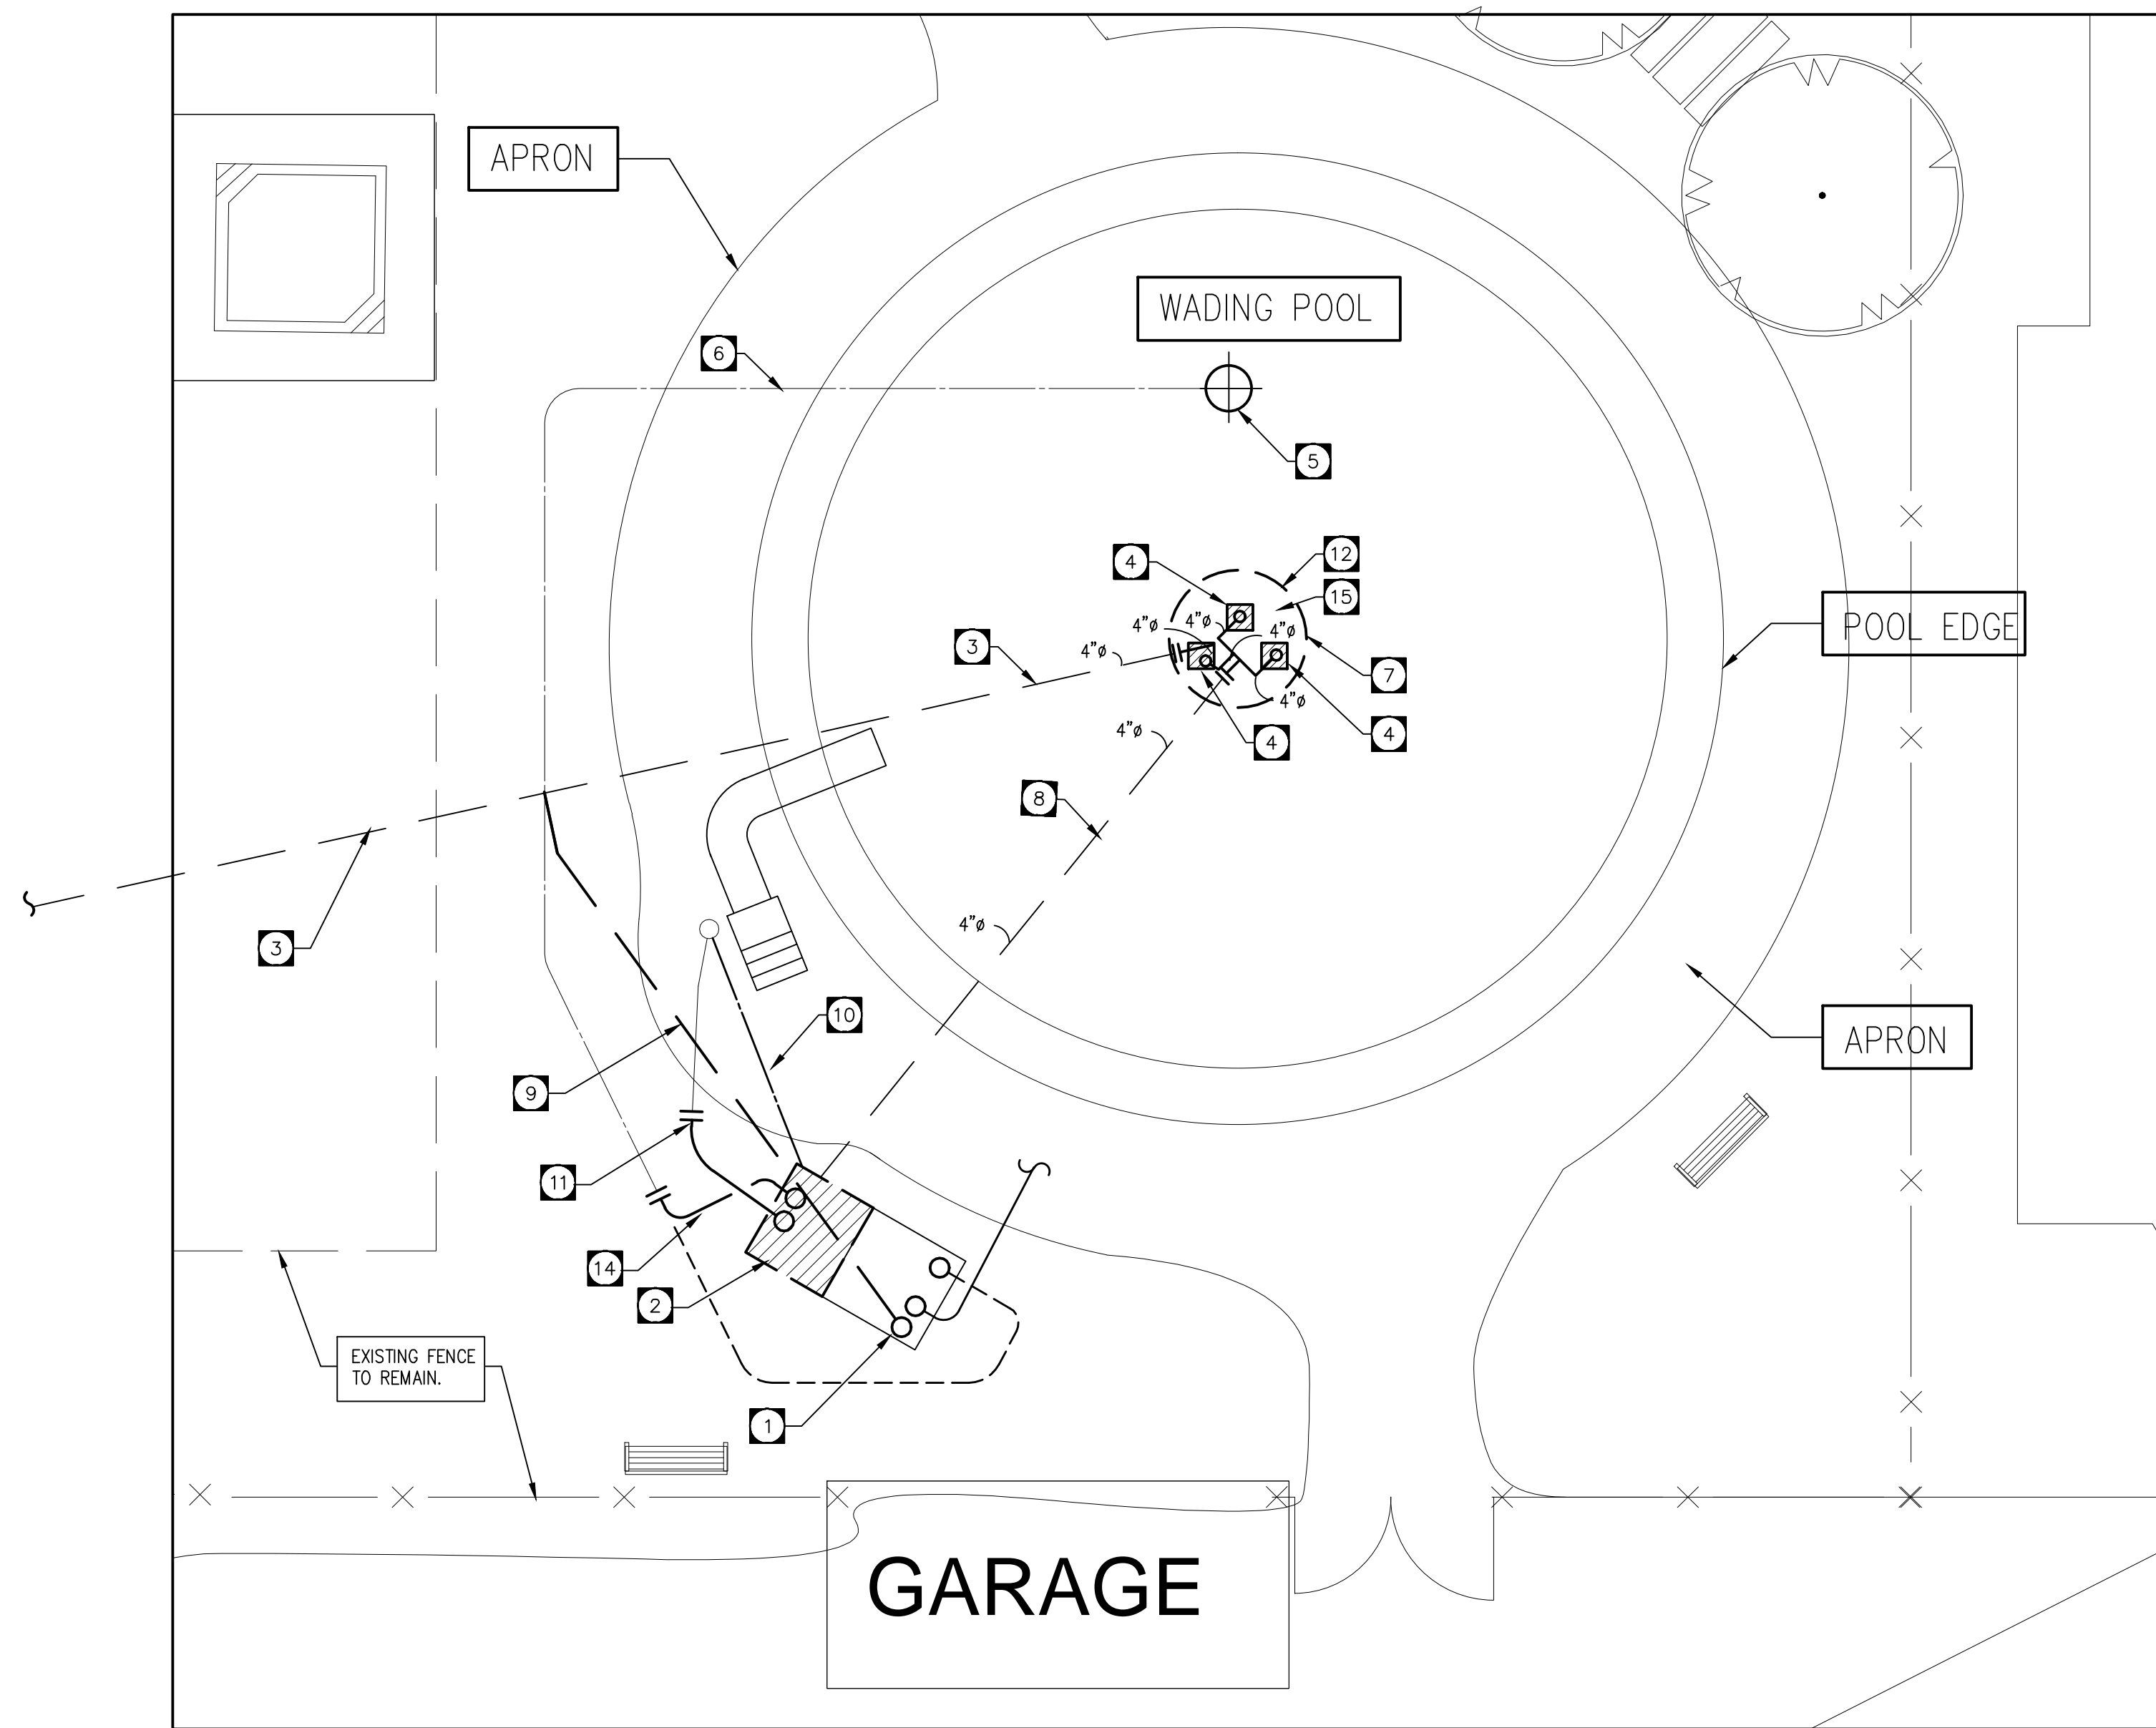 APRON
WADING POOL
6
5
12
4
15
4"ø
4"ø
4"ø
3
4"ø
7
4"ø
POOL EDGE
4"ø
4
4
8
3
4"ø
10
APRON
9
11
14
2
EXISTING FENCE
TO REMAIN.
1
GARAGE